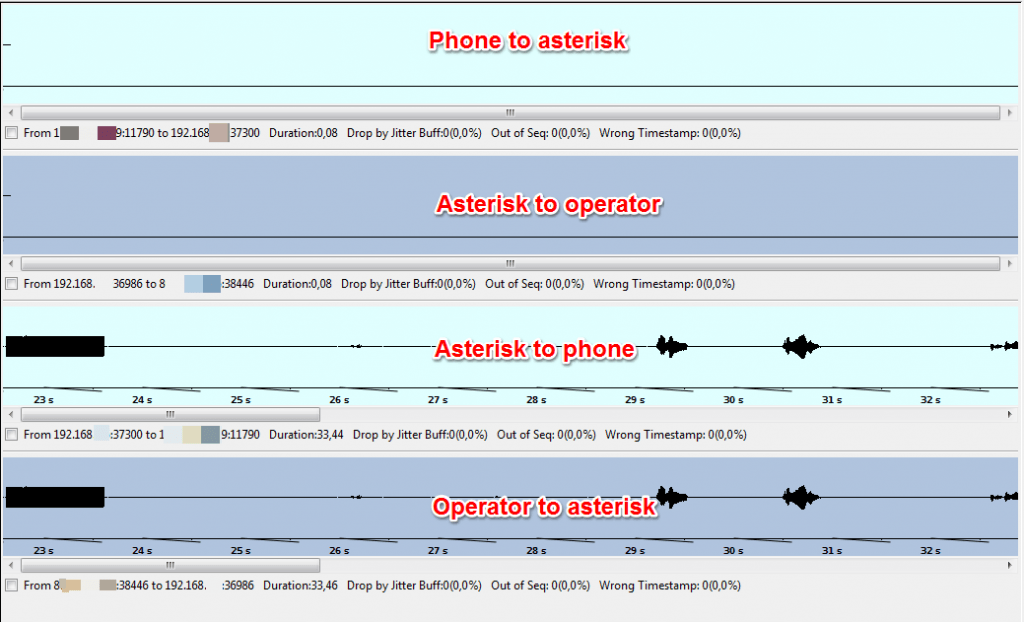 Phone to asterisk
From 1 9:11790 to 192.168 :37300 Duration:0,08 Drop by Jitter Buff:0(0,0%) Out of Seq: 0(0,0%) Wrong Timestamp: 0(0,0%)
Asterisk to operator
From 192.168. 36986 to 8 :38446 Duration:0,08 Drop by Jitter Buff:0(0,0%) Out of Seq: 0(0,0%) Wrong Timestamp: 0(0,0%)
Asterisk to phone
23 s 24 s 25 s 26 s 27 s 28 s 29 s 30 s 31 s 32 s
From 192.168 :37300 to 1 9:11790 Duration:33,44 Drop by Jitter Buff:0(0,0%) Out of Seq: 0(0,0%) Wrong Timestamp: 0(0,0%)
Operator to asterisk
23 s 24 s 25 s 26 s 27 s 28 s 29 s 30 s 31 s 32 s
From 8 :38446 to 192.168. :36986 Duration:33,46 Drop by Jitter Buff:0(0,0%) Out of Seq: 0(0,0%) Wrong Timestamp: 0(0,0%)